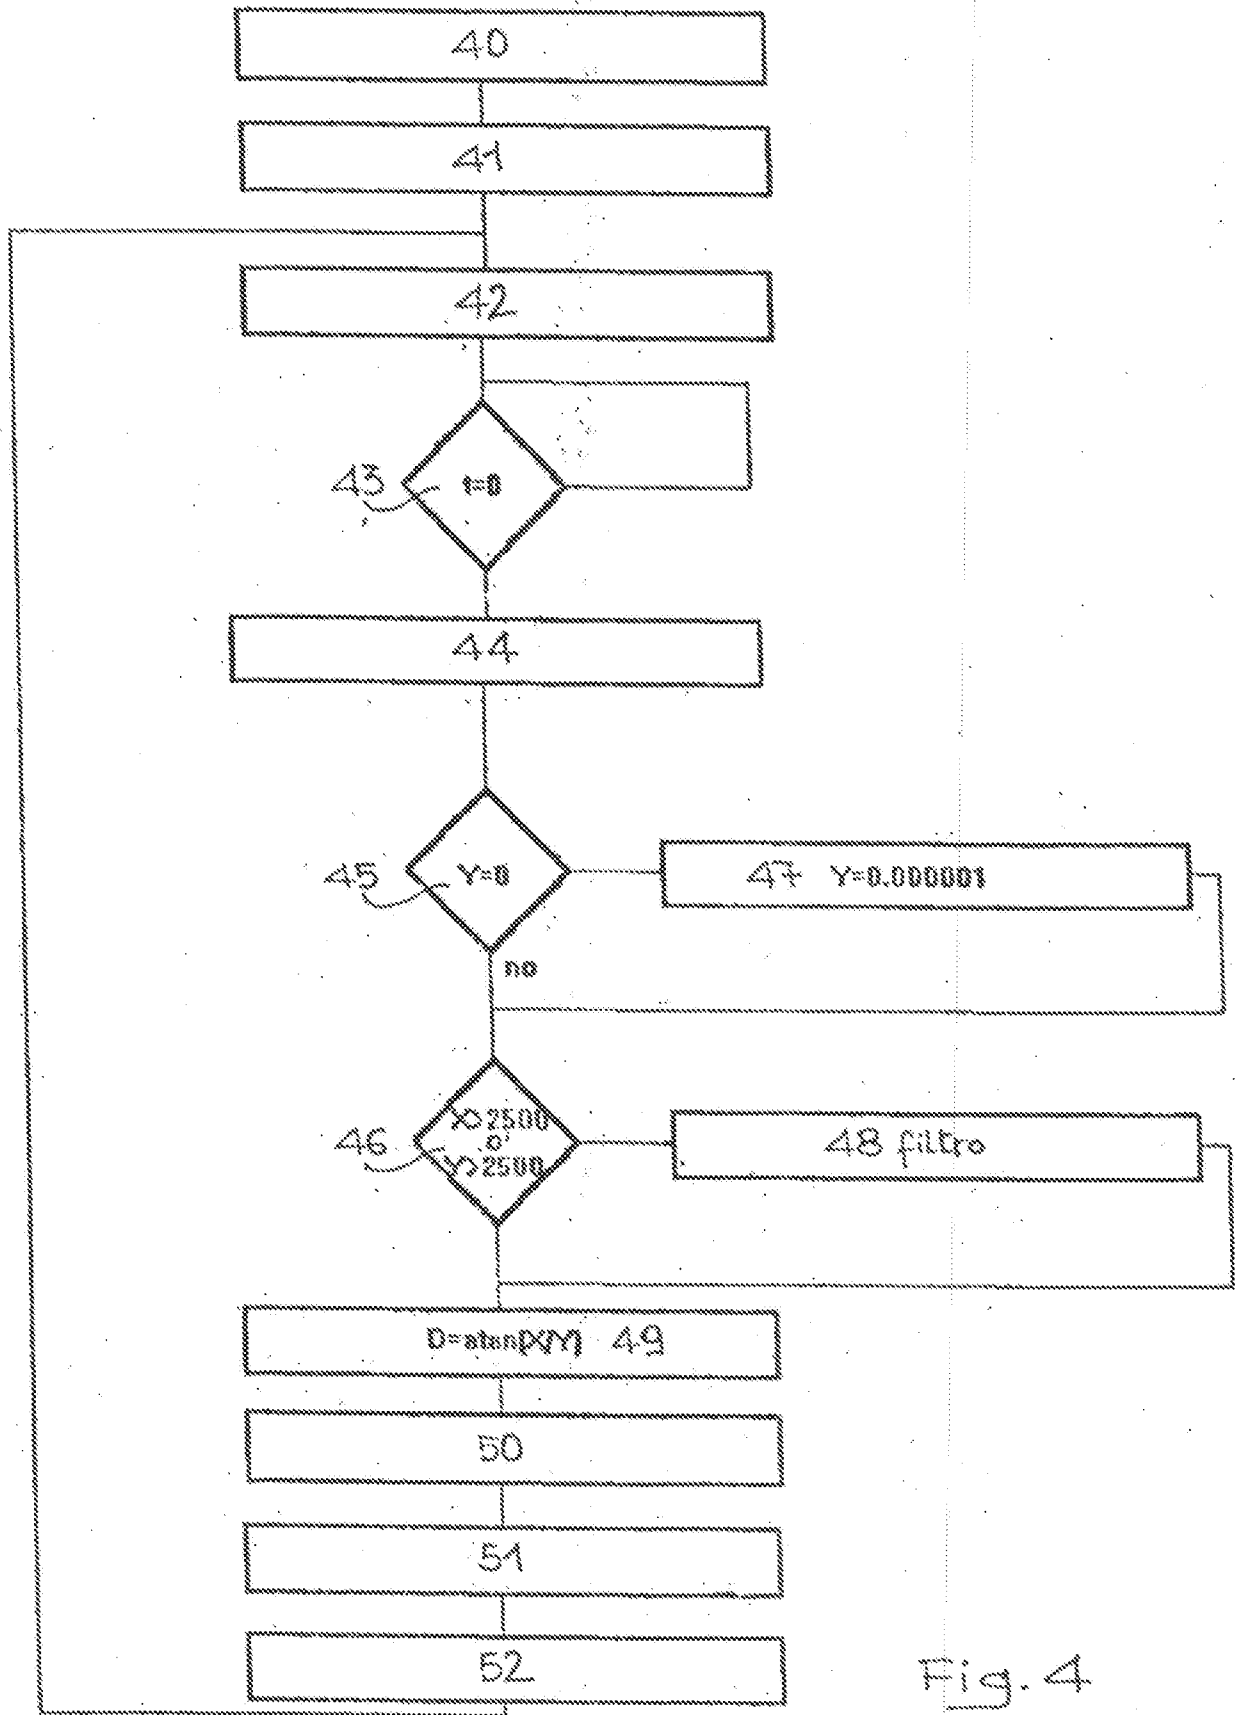 40
41
42
43
t=0
44
45
Y=0
47 Y=0.000001
no
46
X>2500
o'
Y>2500
48 filtro
D=atan(X/Y) 49
50
51
52
Fig. 4